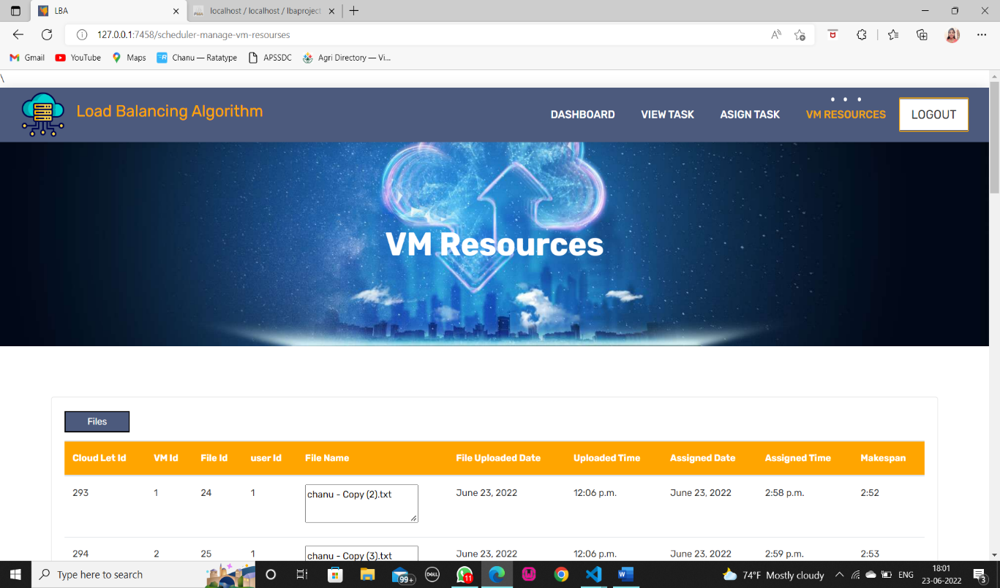 LBA
localhost / localhost / lbaproject
127.0.0.1:7458/scheduler-manage-vm-resourses
Gmail YouTube Maps Chanu — Ratatype APSSDC Agri Directory — Vi...
\
Load Balancing Algorithm
DASHBOARD VIEW TASK ASIGN TASK VM RESOURCES LOGOUT
VM Resources
Files
Cloud Let Id VM Id File Id user Id File Name File Uploaded Date Uploaded Time Assigned Date Assigned Time Makespan
293 1 24 1 chanu - Copy (2).txt June 23, 2022 12:06 p.m. June 23, 2022 2:58 p.m. 2:52
294 2 25 1 chanu - Copy (3).txt June 23, 2022 12:06 p.m. June 23, 2022 2:59 p.m. 2:53
Type here to search 99+ DELL 11 74°F Mostly cloudy ENG 18:01
23-06-2022 3